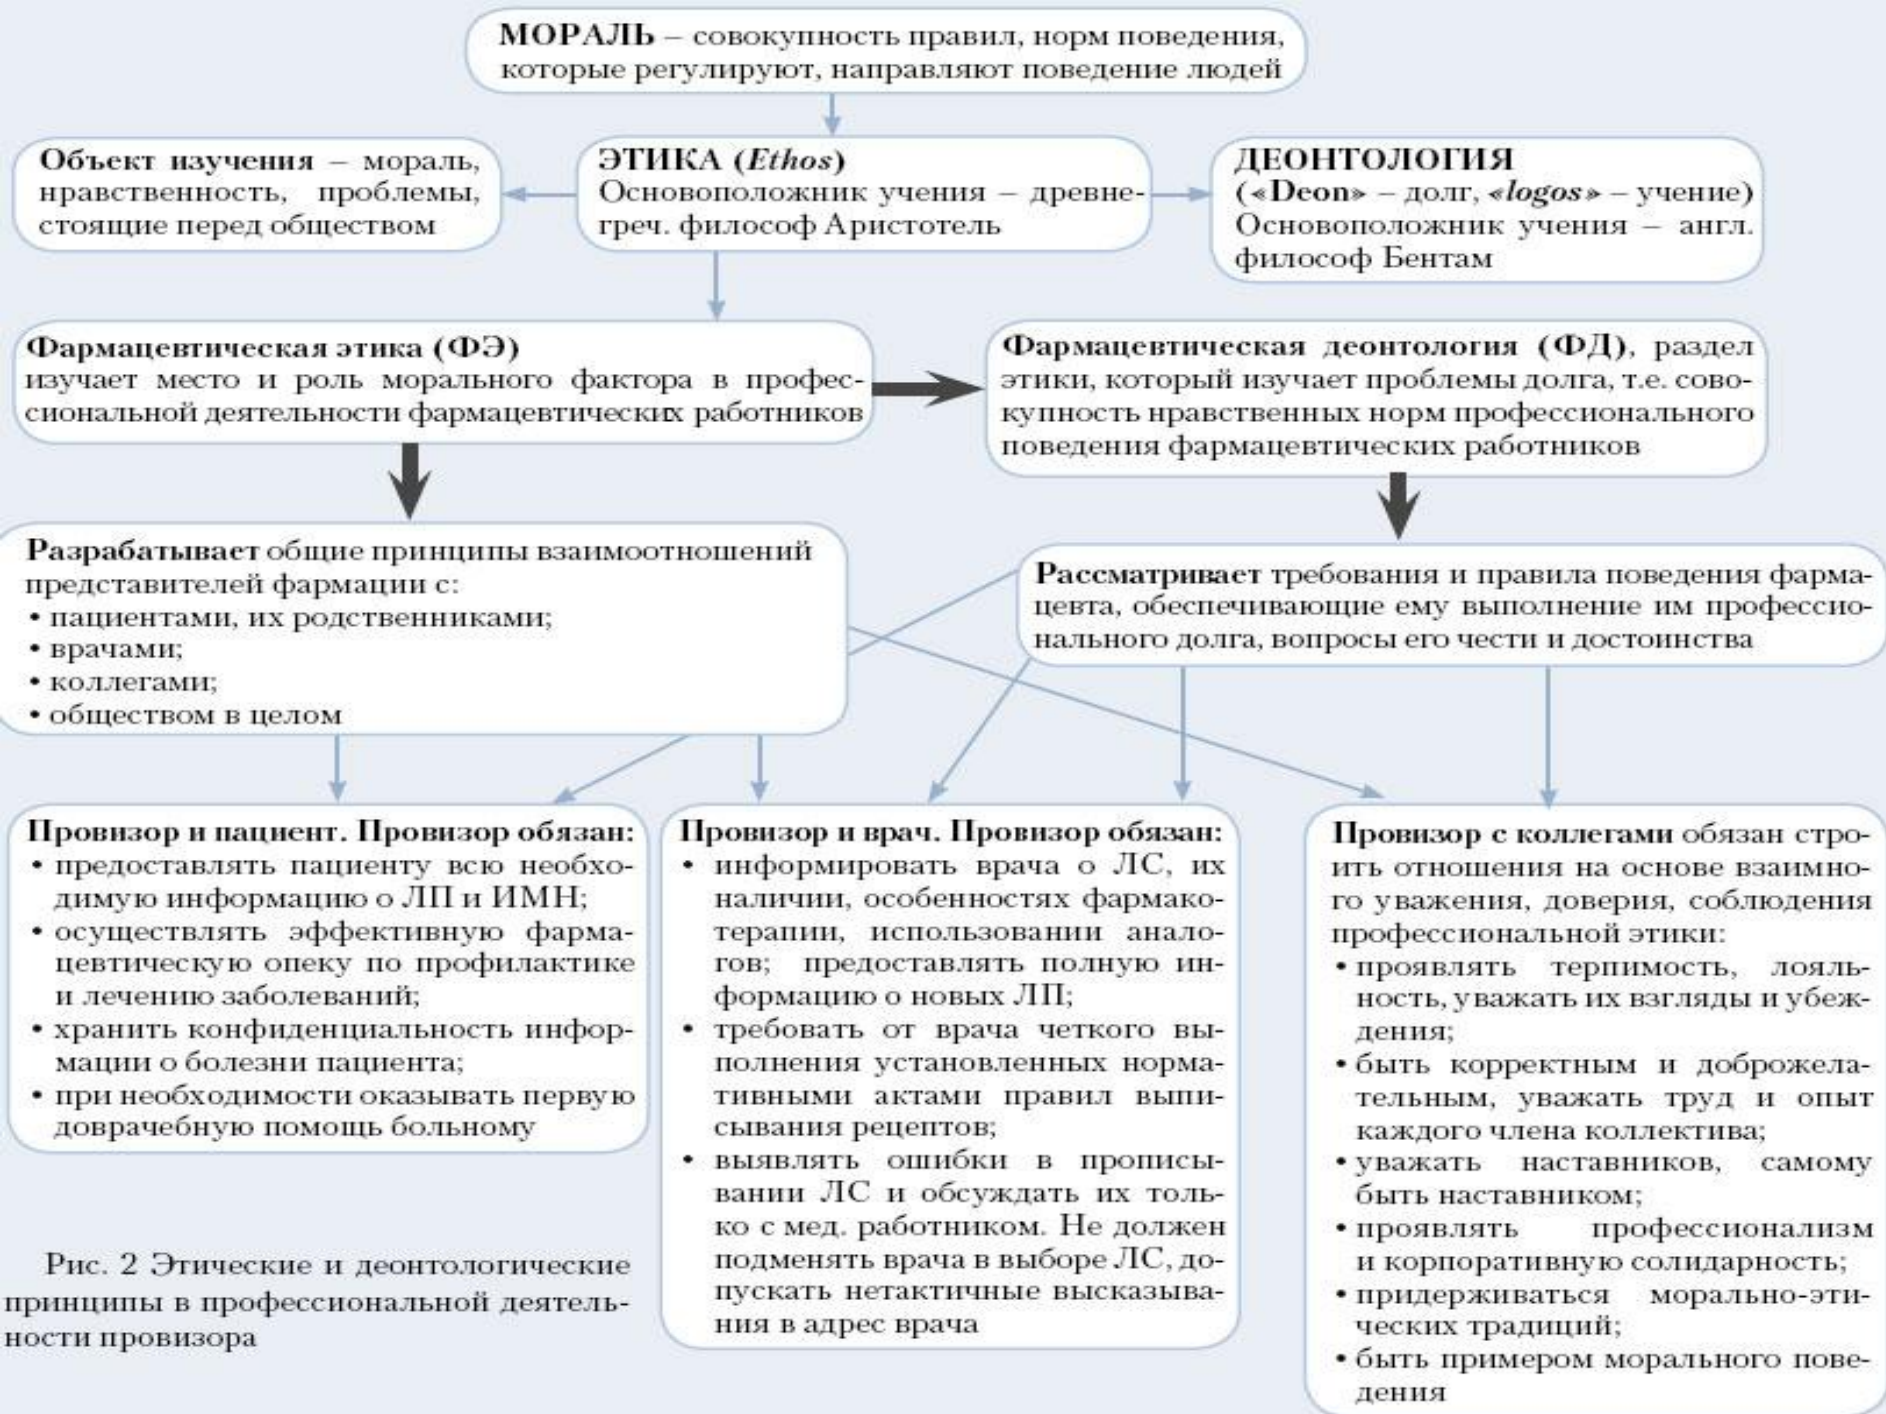 МОРАЛЬ – совокупность правил, норм поведения,
которые регулируют, направляют поведение людей
Объект изучения – мораль,
нравственность, проблемы,
стоящие перед обществом
ЭТИКА (Ethos)
Основоположник учения – древне-
греч. философ Аристотель
ДЕОНТОЛОГИЯ
(«Deon» – долг, «logos» – учение)
Основоположник учения – англ.
философ Бентам
Фармацевтическая этика (ФЭ)
изучает место и роль морального фактора в профес-
сиональной деятельности фармацевтических работников
Фармацевтическая деонтология (ФД), раздел
этики, который изучает проблемы долга, т.е. сово-
купность нравственных норм профессионального
поведения фармацевтических работников
Разрабатывает общие принципы взаимоотношений
представителей фармации с:
• пациентами, их родственниками;
• врачами;
• коллегами;
• обществом в целом
Рассматривает требования и правила поведения фарма-
цевта, обеспечивающие ему выполнение им профессио-
нального долга, вопросы его чести и достоинства
Провизор и пациент. Провизор обязан:
• предоставлять пациенту всю необхо-
димую информацию о ЛП и ИМН;
• осуществлять эффективную фарма-
цевтическую опеку по профилактике
и лечению заболеваний;
• хранить конфиденциальность инфор-
мации о болезни пациента;
• при необходимости оказывать первую
доврачебную помощь больному
Провизор и врач. Провизор обязан:
• информировать врача о ЛС, их
наличии, особенностях фармако-
терапии, использовании анало-
гов; предоставлять полную ин-
формацию о новых ЛП;
• требовать от врача четкого вы-
полнения установленных норма-
тивными актами правил выпи-
сывания рецептов;
• выявлять ошибки в прописы-
вании ЛС и обсуждать их толь-
ко с мед. работником. Не должен
подменять врача в выборе ЛС, до-
пускать нетактичные высказыва-
ния в адрес врача
Провизор с коллегами обязан стро-
ить отношения на основе взаимно-
го уважения, доверия, соблюдения
профессиональной этики:
• проявлять терпимость, лояль-
ность, уважать их взгляды и убеж-
дения;
• быть корректным и доброжела-
тельным, уважать труд и опыт
каждого члена коллектива;
• уважать наставников, самому
быть наставником;
• проявлять профессионализм
и корпоративную солидарность;
• придерживаться морально-эти-
ческих традиций;
• быть примером морального пове-
дения
Рис. 2 Этические и деонтологические
принципы в профессиональной деятель-
ности провизора